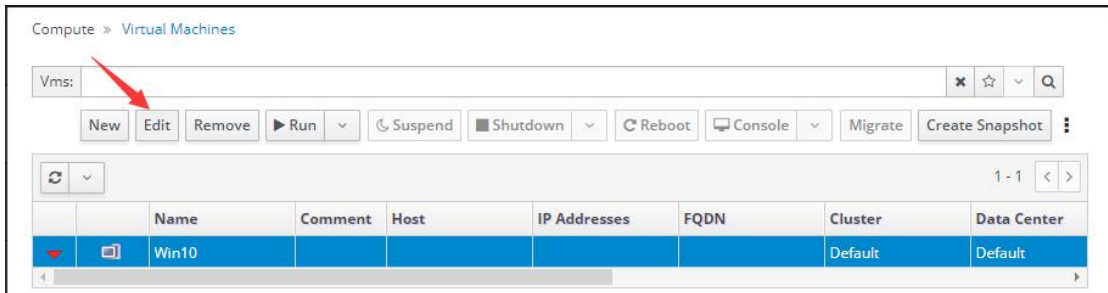 Compute » Virtual Machines
Vms:
New Edit Remove Run Suspend Shutdown Reboot Console Migrate Create Snapshot
1 - 1
Name Comment Host IP Addresses FQDN Cluster Data Center
Win10 Default Default